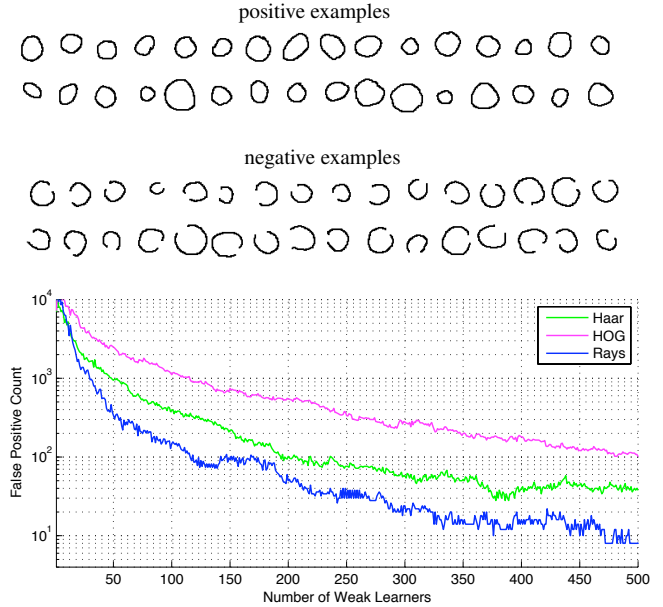 positive examples
negative examples
10^4
10^3
10^2
10^1
False Positive Count
Haar
HOG
Rays
50 100 150 200 250 300 350 400 450 500
Number of Weak Learners